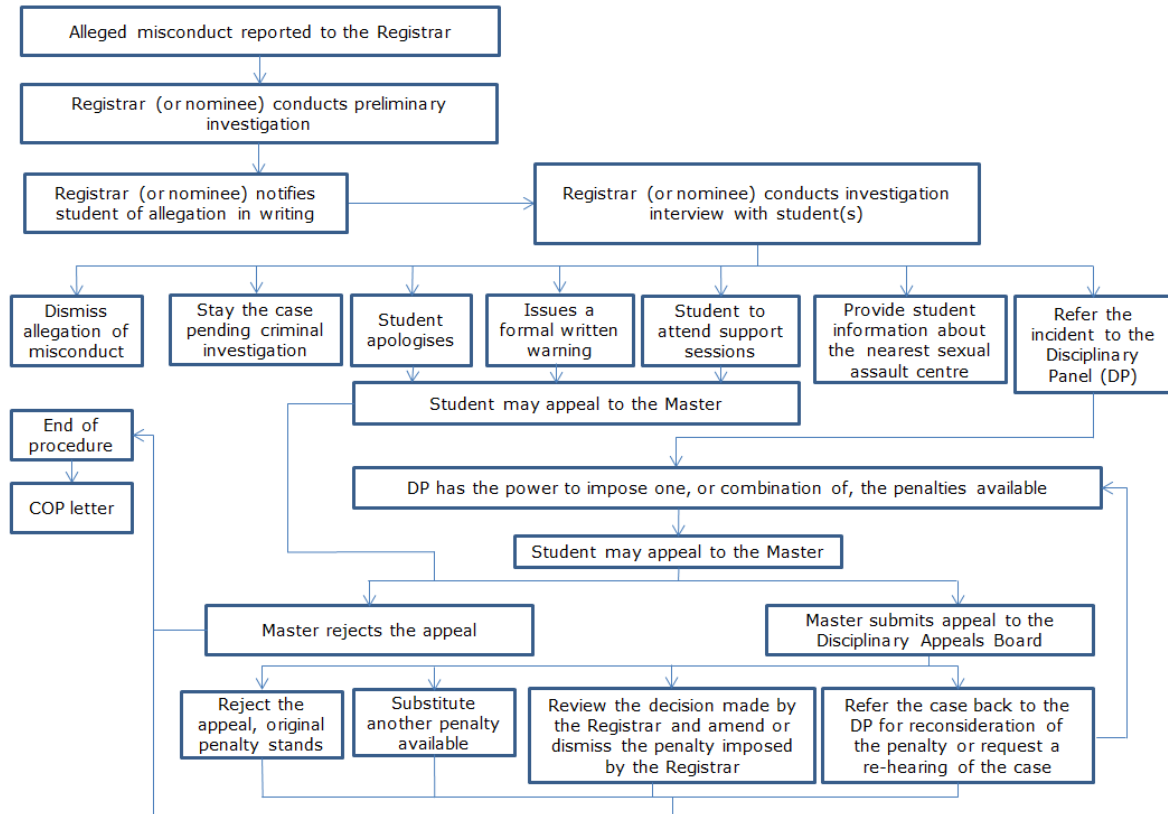 Alleged misconduct reported to the Registrar
Registrar (or nominee) conducts preliminary
investigation
Registrar (or nominee) notifies
student of allegation in writing
Registrar (or nominee) conducts investigation
interview with student(s)
Dismiss
allegation of
misconduct
Stay the case
pending criminal
investigation
Student
apologises
Issues a
formal written
warning
Student to
attend support
sessions
Provide student
information about
the nearest sexual
assault centre
Refer the
incident to the
Disciplinary
Panel (DP)
Student may appeal to the Master
End of
procedure
COP letter
DP has the power to impose one, or combination of, the penalties available
Student may appeal to the Master
Master rejects the appeal
Master submits appeal to the
Disciplinary Appeals Board
Reject the
appeal, original
penalty stands
Substitute
another penalty
available
Review the decision made by
the Registrar and amend or
dismiss the penalty imposed
by the Registrar
Refer the case back to the
DP for reconsideration of
the penalty or request a
re-hearing of the case